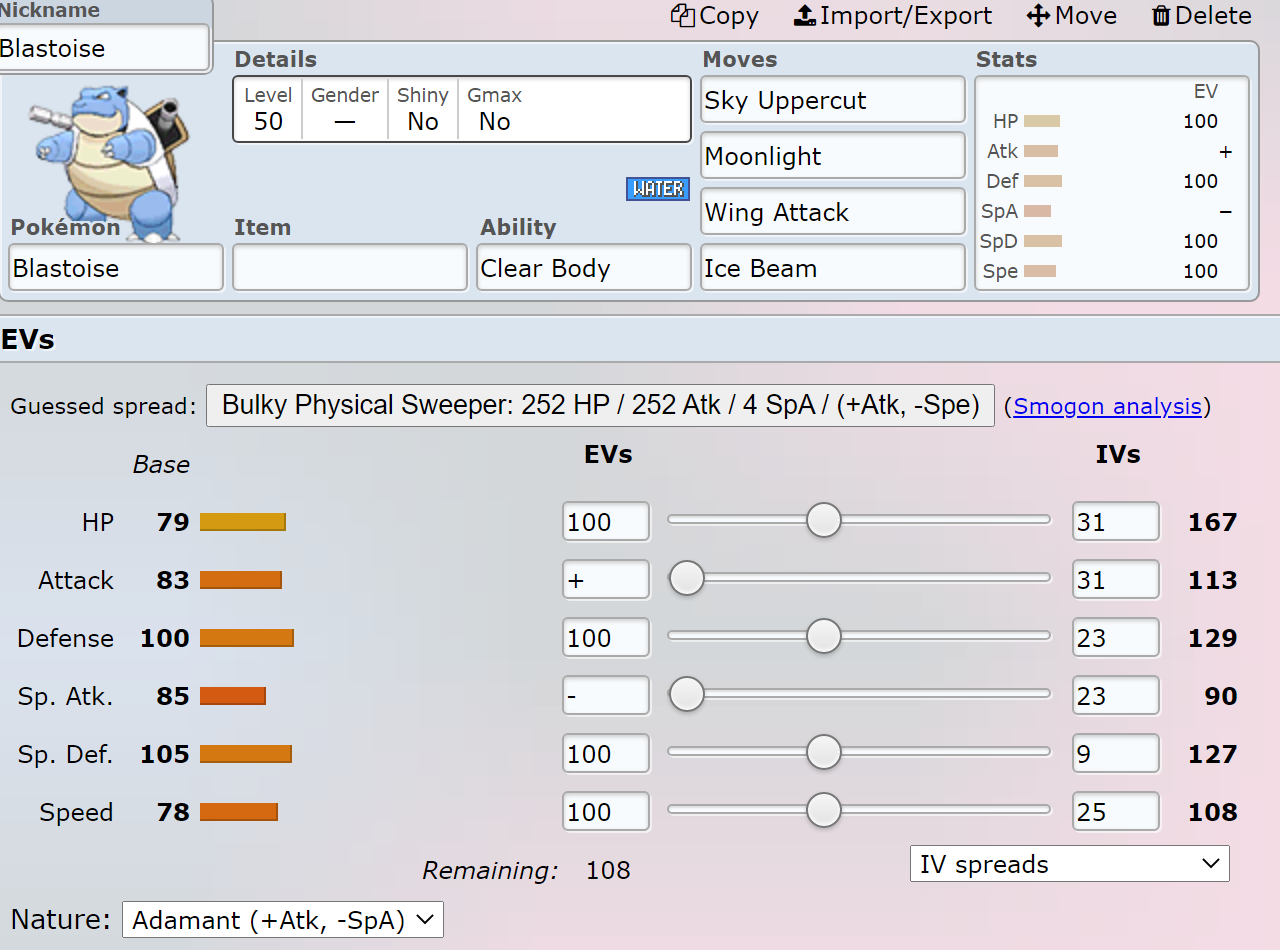 Nickname
Copy Import/Export Move Delete
Blastoise
Details
Moves
Stats
Level Gender Shiny Gmax
50 — No No
Sky Uppercut
EV
HP 100
Atk +
Moonlight
Def 100
WATER
Wing Attack
SpA −
Pokémon
Item
Ability
SpD 100
Blastoise
Clear Body
Ice Beam
Spe 100
EVs
Guessed spread: Bulky Physical Sweeper: 252 HP / 252 Atk / 4 SpA / (+Atk, -Spe) (Smogon analysis)
Base EVs IVs
HP 79 100 31 167
Attack 83 + 31 113
Defense 100 100 23 129
Sp. Atk. 85 - 23 90
Sp. Def. 105 100 9 127
Speed 78 100 25 108
Remaining: 108 IV spreads
Nature: Adamant (+Atk, -SpA)